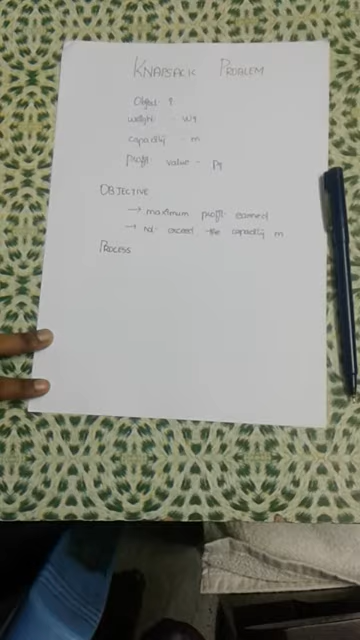 KNAPSACK PROBLEM
Object i
weight - wi
capacity - m
profit value - Pi
OBJECTIVE
→ maximum profit earned
→ not exceed the capacity m
PROCESS